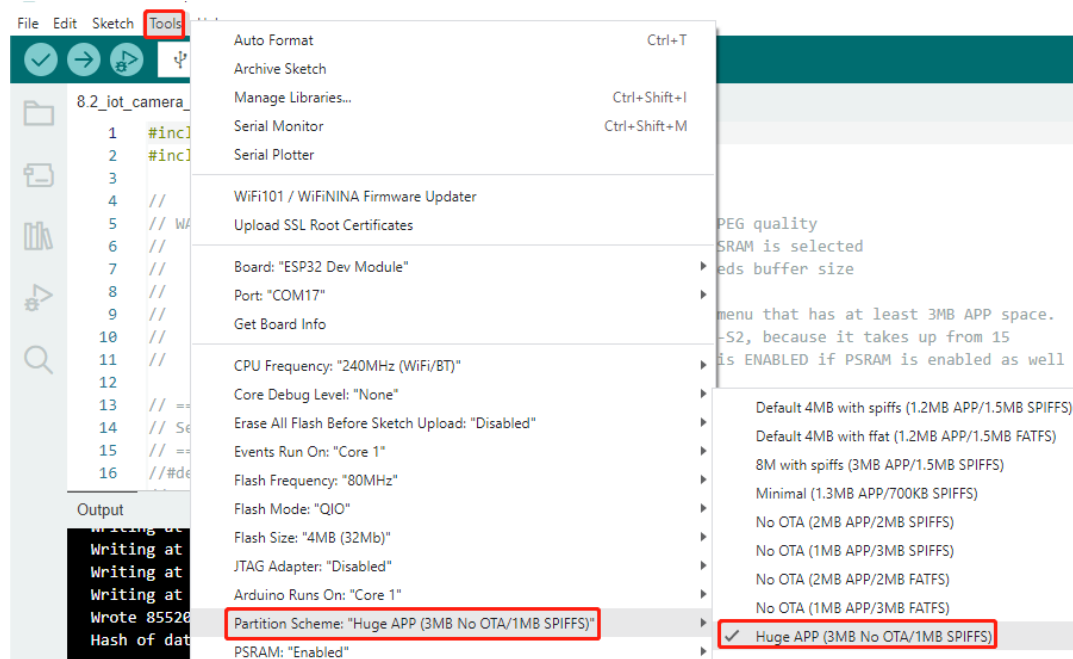 File Edit Sketch Tools
Auto Format Ctrl+T
Archive Sketch
Manage Libraries... Ctrl+Shift+I
Serial Monitor Ctrl+Shift+M
Serial Plotter
WiFi101 / WiFiNINA Firmware Updater
Upload SSL Root Certificates
Board: "ESP32 Dev Module"
Port: "COM17"
Get Board Info
CPU Frequency: "240MHz (WiFi/BT)"
Core Debug Level: "None"
Erase All Flash Before Sketch Upload: "Disabled"
Events Run On: "Core 1"
Flash Frequency: "80MHz"
Flash Mode: "QIO"
Flash Size: "4MB (32Mb)"
JTAG Adapter: "Disabled"
Arduino Runs On: "Core 1"
Partition Scheme: "Huge APP (3MB No OTA/1MB SPIFFS)"
PSRAM: "Enabled"
Default 4MB with spiffs (1.2MB APP/1.5MB SPIFFS)
Default 4MB with ffat (1.2MB APP/1.5MB FATFS)
8M with spiffs (3MB APP/1.5MB SPIFFS)
Minimal (1.3MB APP/700KB SPIFFS)
No OTA (2MB APP/2MB SPIFFS)
No OTA (1MB APP/3MB SPIFFS)
No OTA (2MB APP/2MB FATFS)
No OTA (1MB APP/3MB FATFS)
Huge APP (3MB No OTA/1MB SPIFFS)
8.2_iot_camera_
1 #incl
2 #incl
3
4 //
5 // WA PEG quality
6 // SRAM is selected
7 // eds buffer size
8 //
9 // menu that has at least 3MB APP space.
10 // -S2, because it takes up from 15
11 // is ENABLED if PSRAM is enabled as well
12
13 // ==
14 // Se
15 // ==
16 //#de
Output
Writing at
Writing at
Writing at
Writing at
Wrote 85520
Hash of dat